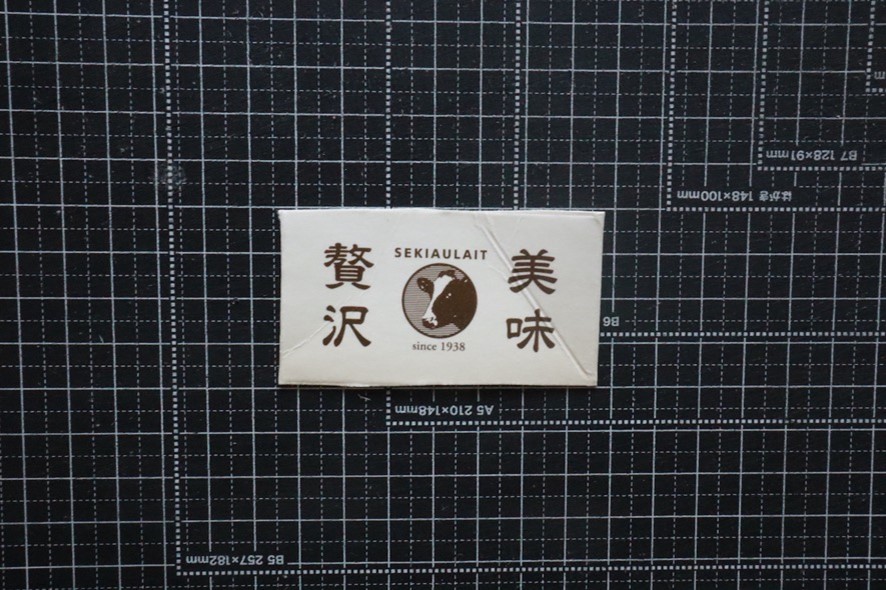 贅沢
SEKIAULAIT
since 1938
美味
B7 128×91mm
はがき 148×100mm
B6
A5 210×148mm
B5 257×182mm